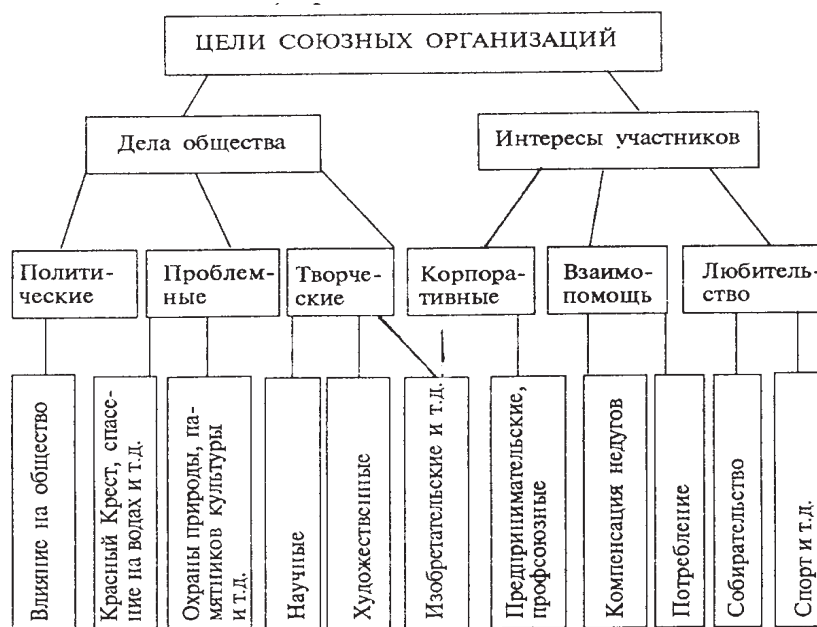 ЦЕЛИ СОЮЗНЫХ ОРГАНИЗАЦИЙ
Дела общества
Интересы участников
Полити-
ческие
Проблем-
ные
Творче-
ские
Корпора-
тивные
Взаимо-
помощь
Любитель-
ство
Влияние на общество
Красный Крест, спасе-
ние на водах и т.д.
Охраны природы, па-
мятников культуры
и т.д.
Научные
Художественные
Изобретательские и т.д.
Предпринимательские,
профсоюзные
Компенсация недугов
Потребление
Собирательство
Спорт и т.д.